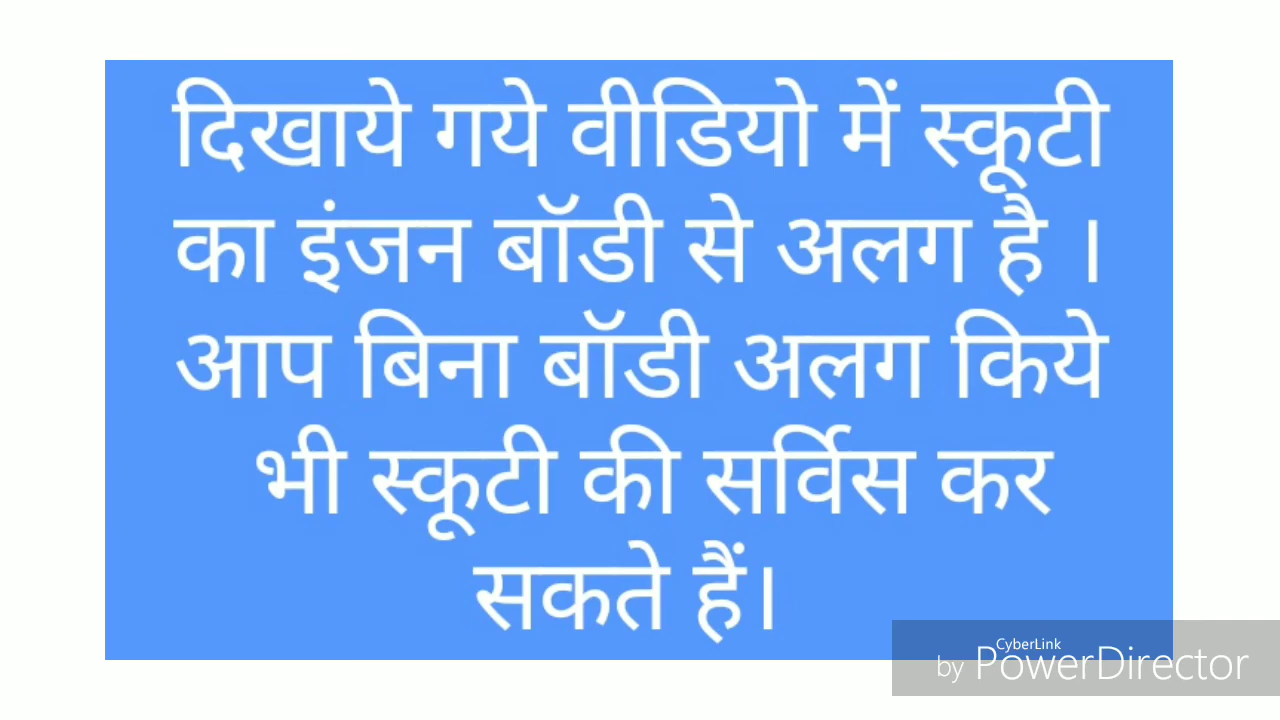 दिखाये गये वीडियो में स्कूटी
का इंजन बॉडी से अलग है ।
आप बिना बॉडी अलग किये
भी स्कूटी की सर्विस कर
सकते हैं।
CyberLink
by PowerDirector